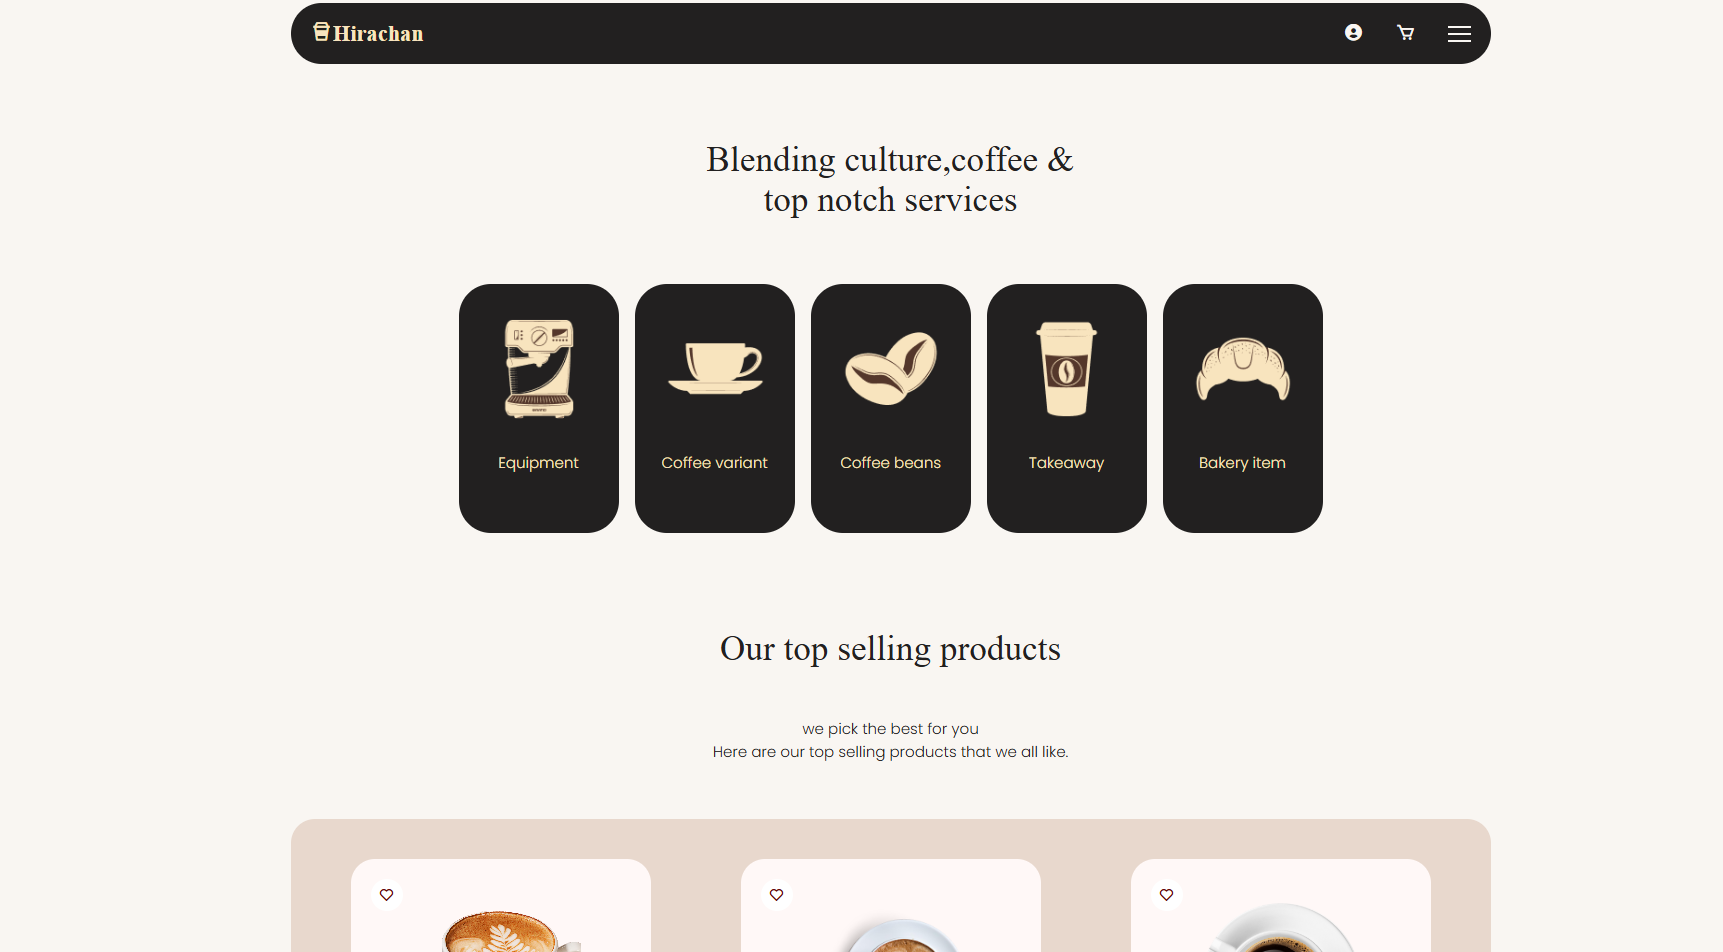 Hirachan
Blending culture,coffee &
top notch services
Equipment
Coffee variant
Coffee beans
Takeaway
Bakery item
Our top selling products
we pick the best for you
Here are our top selling products that we all like.